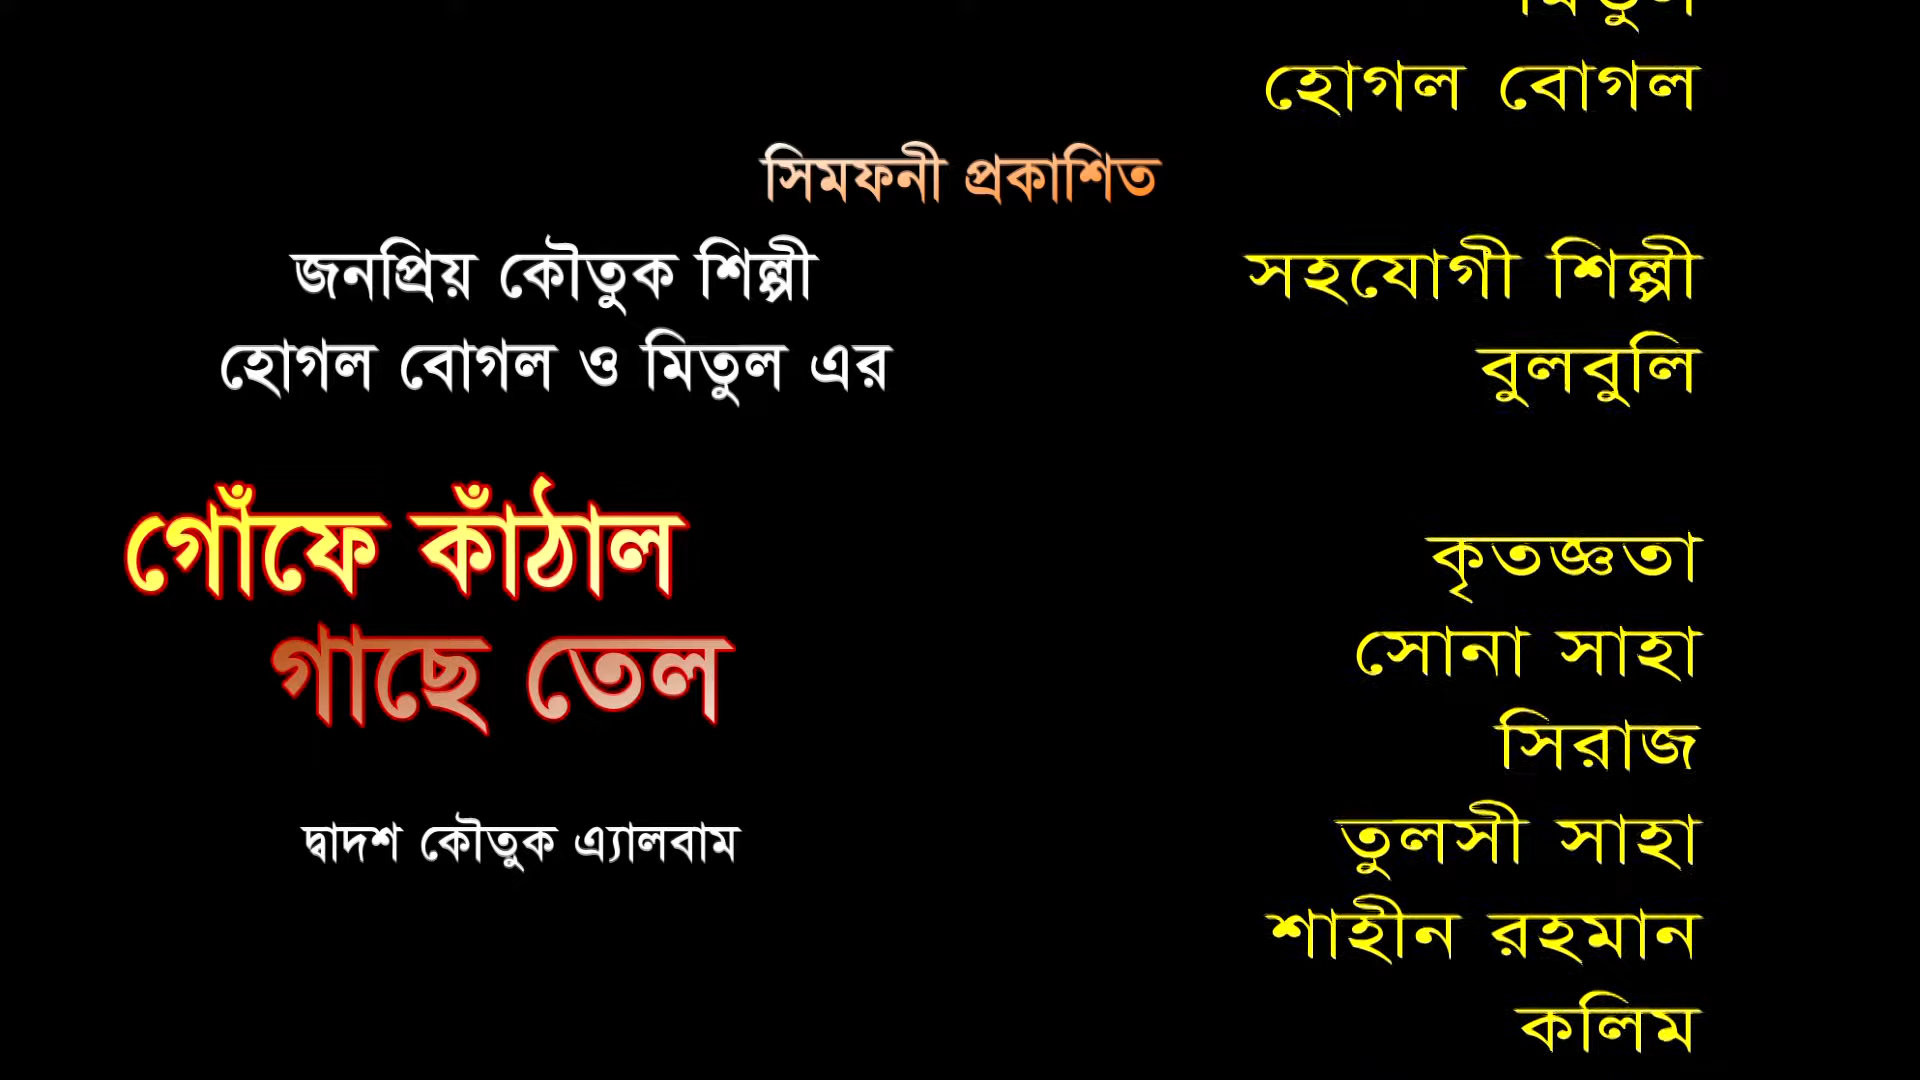 মিতুল
হোগল বোগল
সিমফনী প্রকাশিত
জনপ্রিয় কৌতুক শিল্পী
হোগল বোগল ও মিতুল এর
গোঁফে কাঁঠাল
গাছে তেল
দ্বাদশ কৌতুক এ্যালবাম
সহযোগী শিল্পী
বুলবুলি
কৃতজ্ঞতা
সোনা সাহা
সিরাজ
তুলসী সাহা
শাহীন রহমান
কলিম